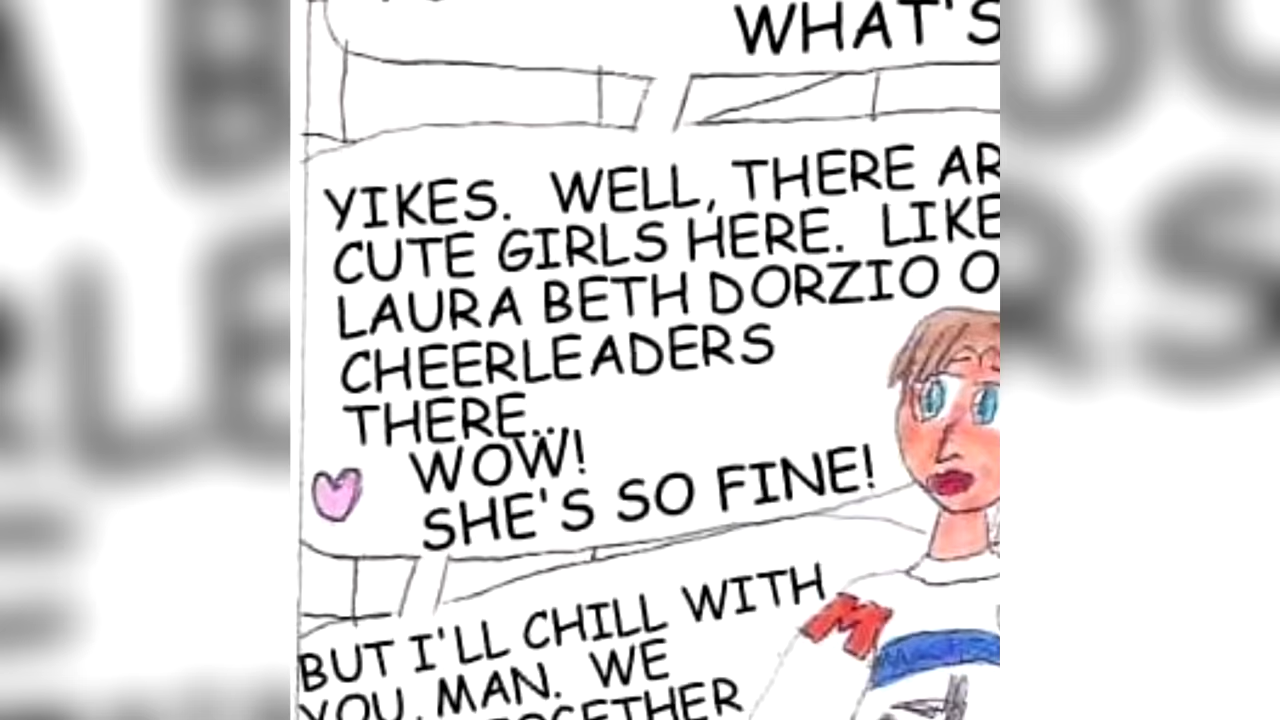 WHAT'S
YIKES. WELL, THERE AR
CUTE GIRLS HERE. LIKE
LAURA BETH DORZIO O
CHEERLEADERS
THERE...
WOW!
SHE'S SO FINE!
BUT I'LL CHILL WITH
YOU, MAN. WE
TOGETHER
M